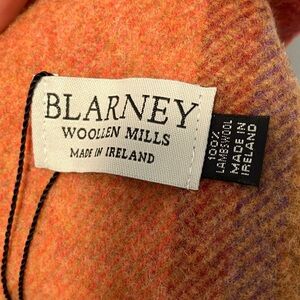 BLARNEY
WOOLLEN MILLS
MADE IN IRELAND
100%
LAMBSWOOL
MADE IN
IRELAND